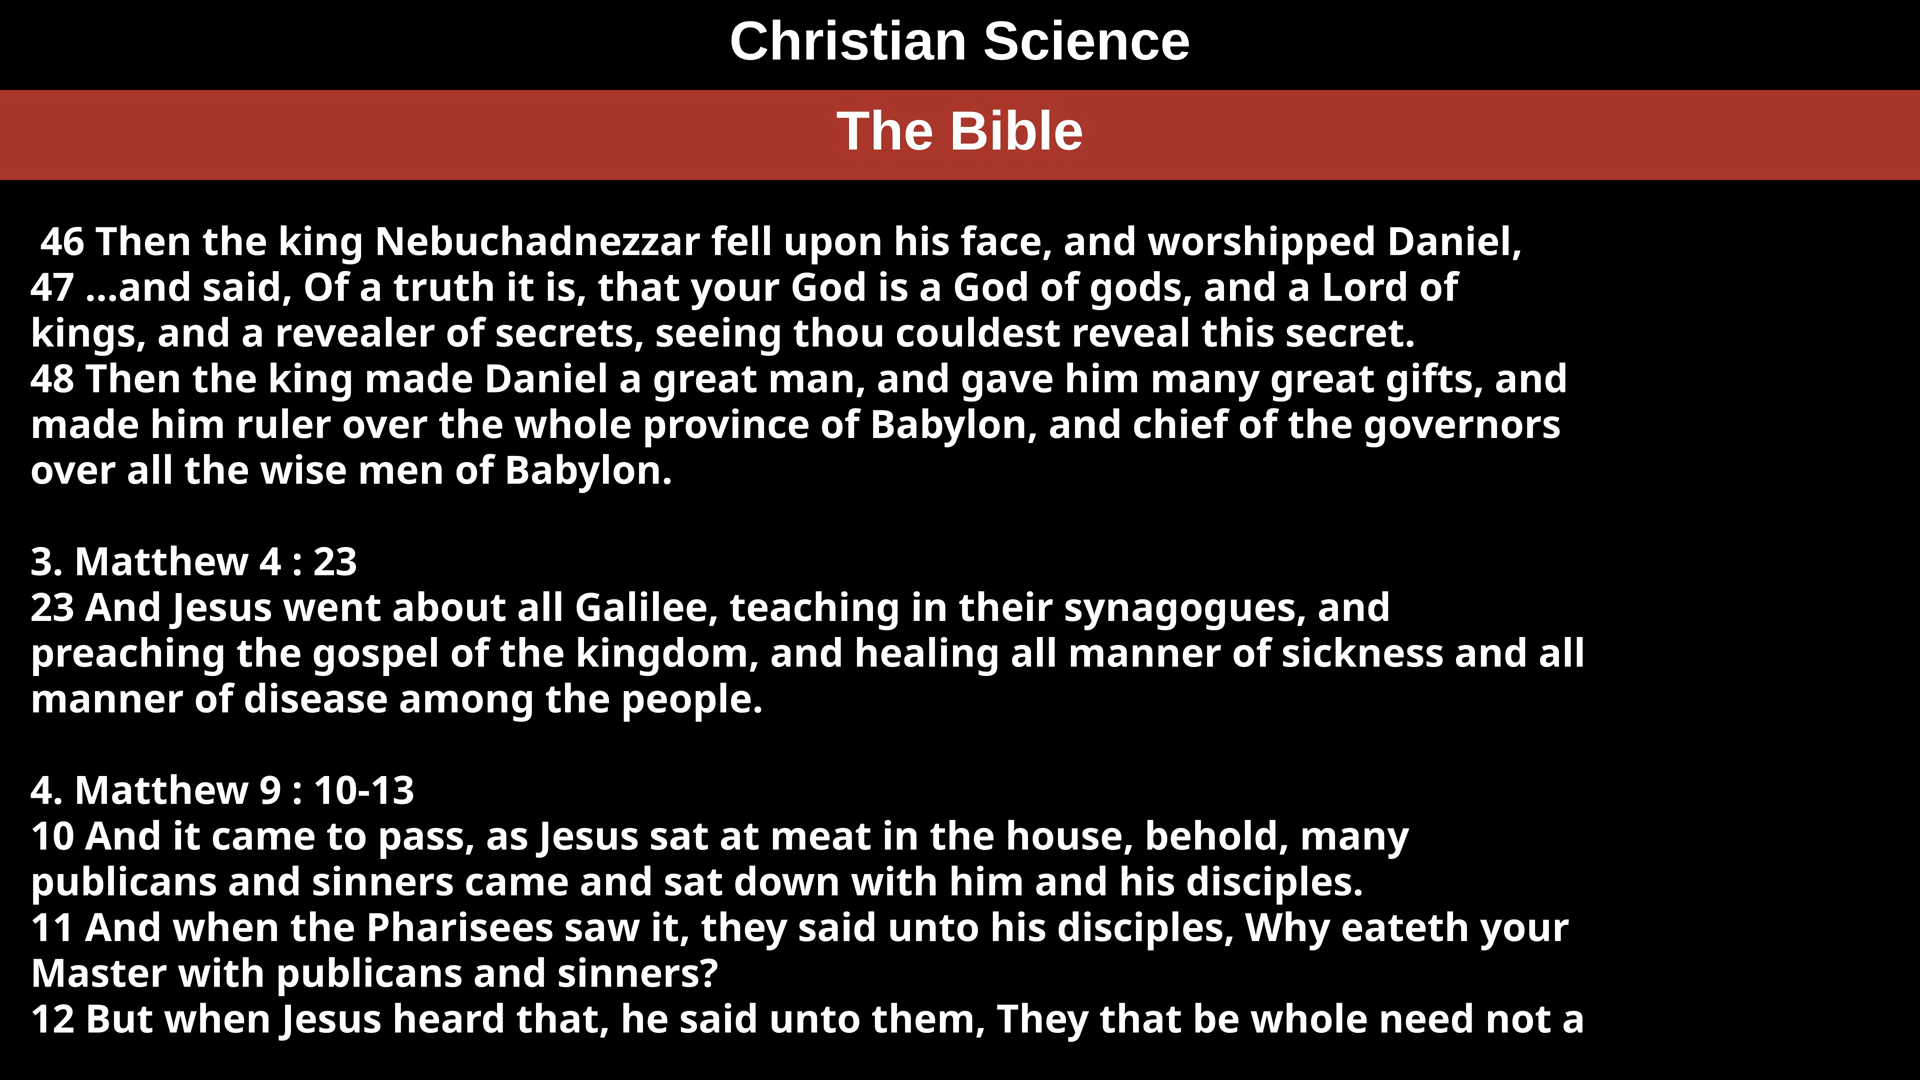 Christian Science
The Bible
46 Then the king Nebuchadnezzar fell upon his face, and worshipped Daniel,
47 ...and said, Of a truth it is, that your God is a God of gods, and a Lord of
kings, and a revealer of secrets, seeing thou couldest reveal this secret.
48 Then the king made Daniel a great man, and gave him many great gifts, and
made him ruler over the whole province of Babylon, and chief of the governors
over all the wise men of Babylon.
3. Matthew 4 : 23
23 And Jesus went about all Galilee, teaching in their synagogues, and
preaching the gospel of the kingdom, and healing all manner of sickness and all
manner of disease among the people.
4. Matthew 9 : 10-13
10 And it came to pass, as Jesus sat at meat in the house, behold, many
publicans and sinners came and sat down with him and his disciples.
11 And when the Pharisees saw it, they said unto his disciples, Why eateth your
Master with publicans and sinners?
12 But when Jesus heard that, he said unto them, They that be whole need not a